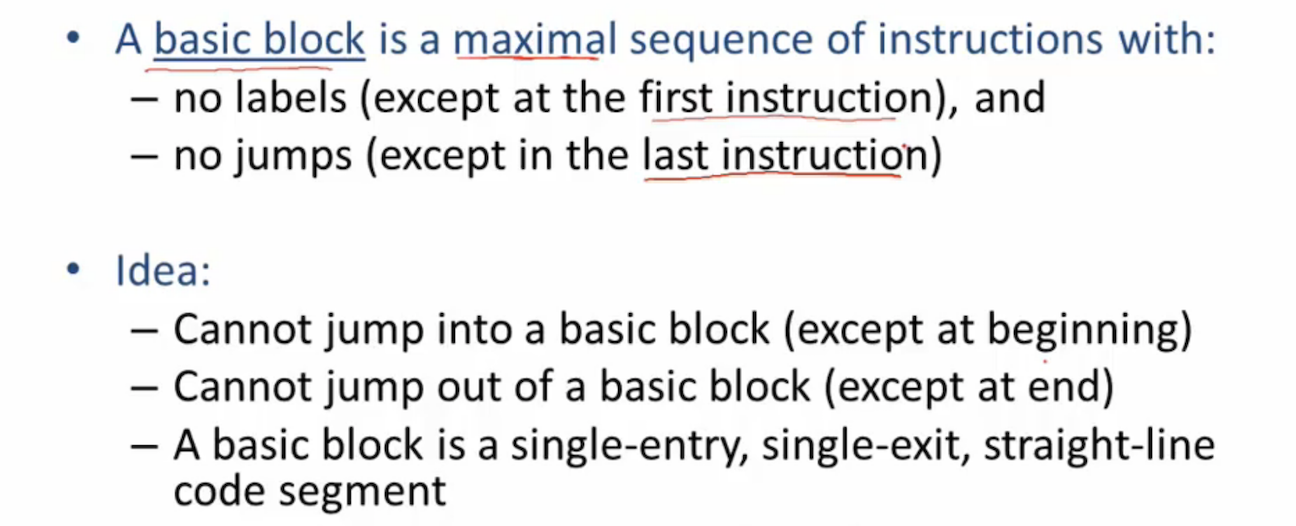 • A basic block is a maximal sequence of instructions with:
– no labels (except at the first instruction), and
– no jumps (except in the last instruction)
• Idea:
– Cannot jump into a basic block (except at beginning)
– Cannot jump out of a basic block (except at end)
– A basic block is a single-entry, single-exit, straight-line
code segment